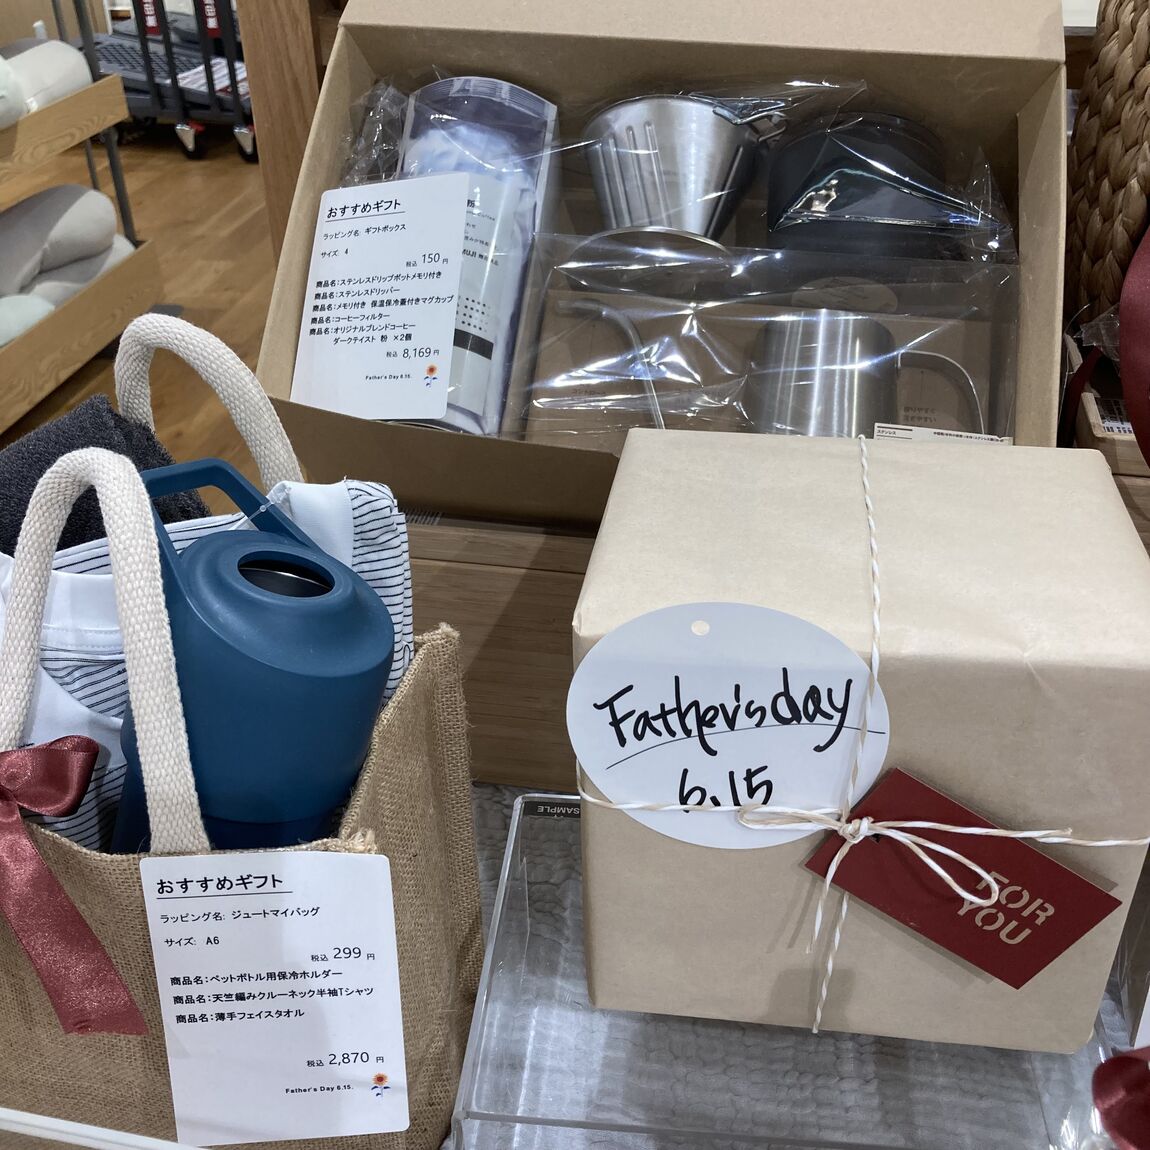 おすすめギフト
ラッピング名: ギフトボックス
サイズ: 4
税込 150 円
商品名:ステンレスドリップポットメモリ付き
商品名:ステンレスドリッパー
商品名:メモリ付き 保温保冷蓋付きマグカップ
商品名:コーヒーフィルター
商品名:オリジナルブレンドコーヒー
ダークテイスト 粉 ×2個
税込 8,169 円
Father's Day 6.15.
粉
MUJI
ステンレス
Father's day
6.15
FOR
YOU
SAMPLE
おすすめギフト
ラッピング名: ジュートマイバッグ
サイズ: A6
税込 299 円
商品名:ペットボトル用保冷ホルダー
商品名:天竺編みクルーネック半袖Tシャツ
商品名:薄手フェイスタオル
税込 2,870 円
Father's Day 6.15.